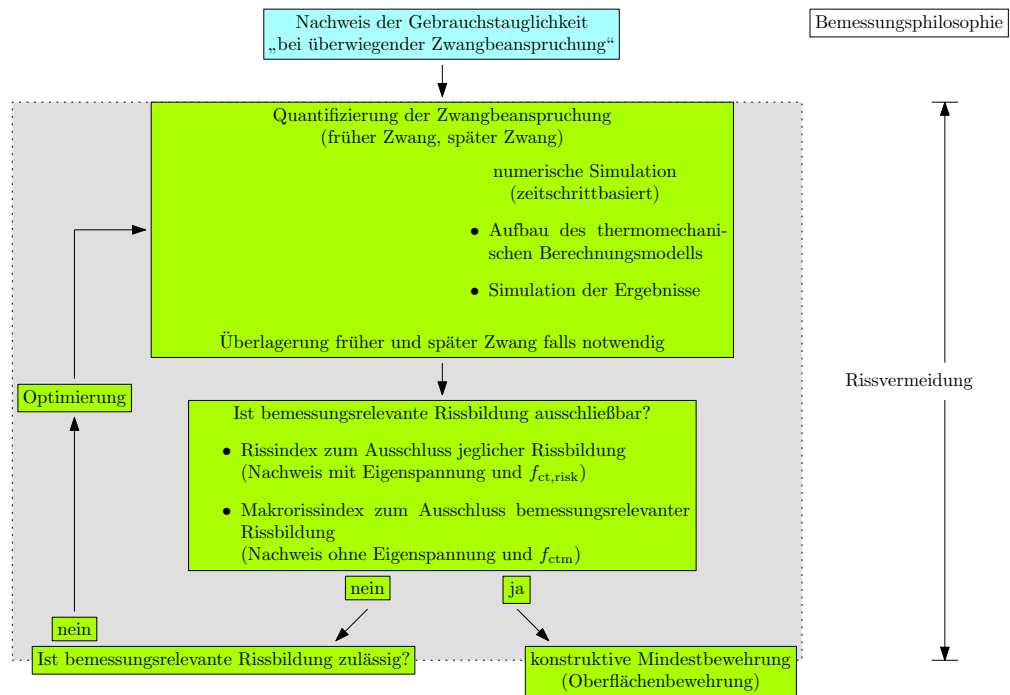 Nachweis der Gebrauchstauglichkeit
„bei überwiegender Zwangbeanspruchung“
Bemessungsphilosophie
Quantifizierung der Zwangbeanspruchung
(früher Zwang, später Zwang)
numerische Simulation
(zeitschrittbasiert)
• Aufbau des thermomechani-
schen Berechnungsmodells
• Simulation der Ergebnisse
Überlagerung früher und später Zwang falls notwendig
Rissvermeidung
Optimierung
Ist bemessungsrelevante Rissbildung ausschließbar?
• Rissindex zum Ausschluss jeglicher Rissbildung
(Nachweis mit Eigenspannung und fct,risk)
• Makrorissindex zum Ausschluss bemessungsrelevanter
Rissbildung
(Nachweis ohne Eigenspannung und fctm)
nein
ja
nein
Ist bemessungsrelevante Rissbildung zulässig?
konstruktive Mindestbewehrung
(Oberflächenbewehrung)